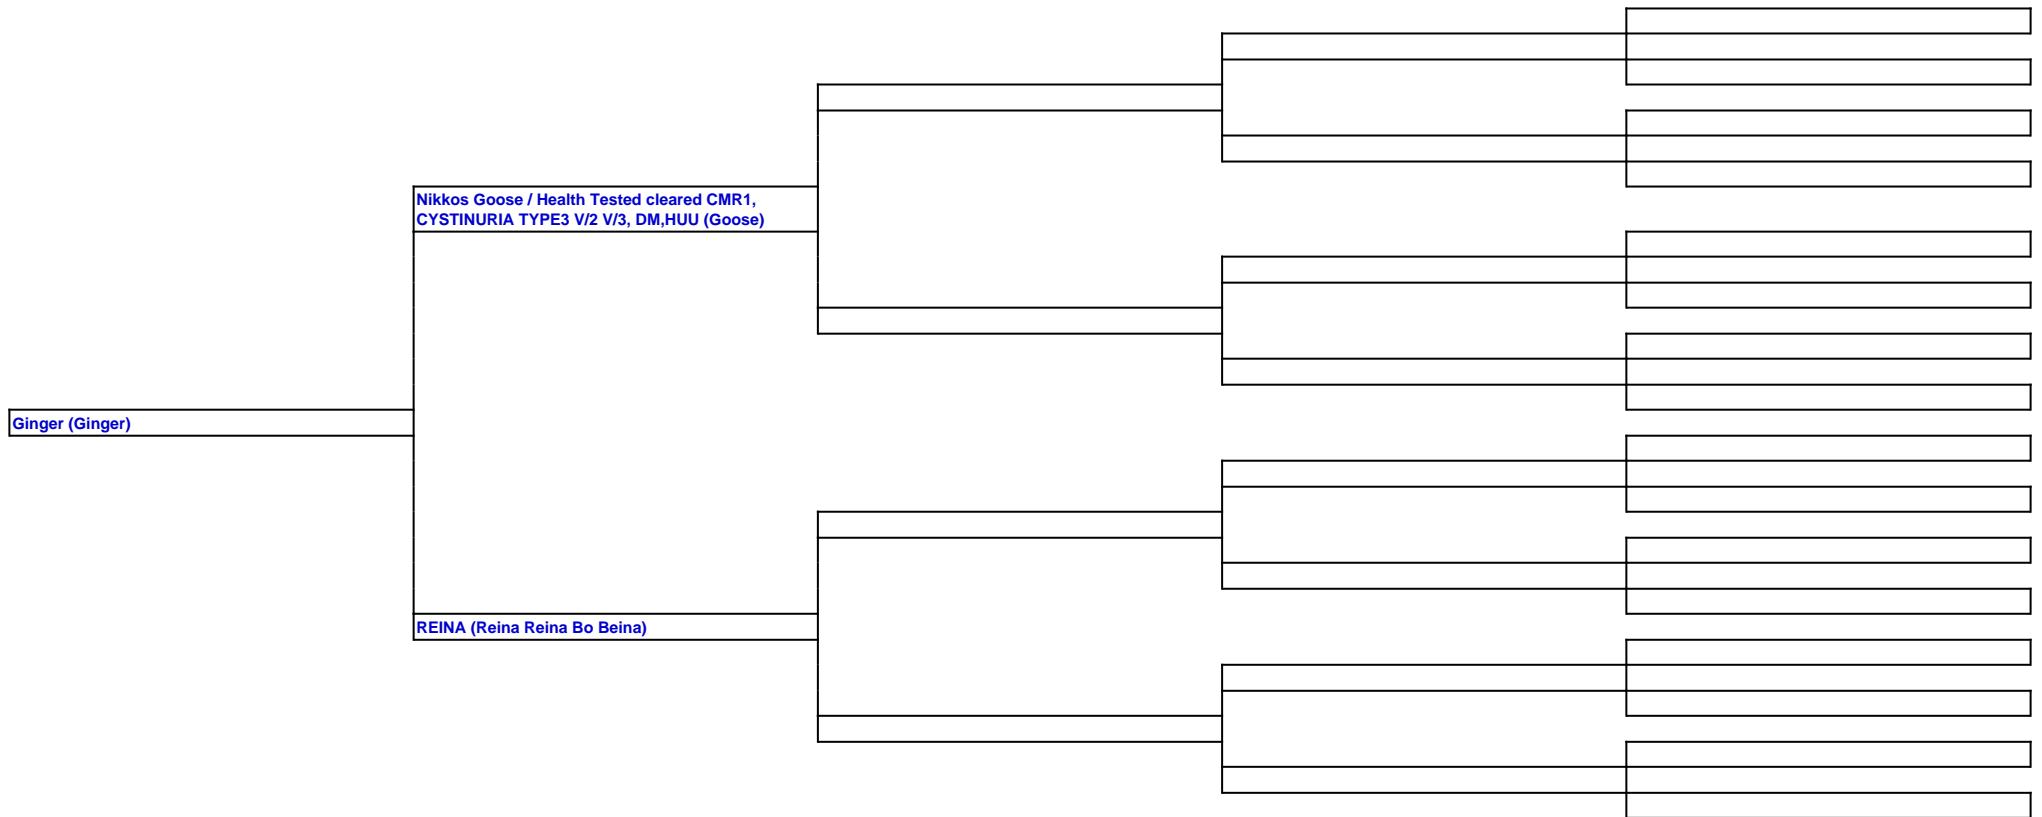 Nikkos Goose / Health Tested cleared CMR1,
CYSTINURIA TYPE3 V/2 V/3, DM,HUU (Goose)
Ginger (Ginger)
REINA (Reina Reina Bo Beina)